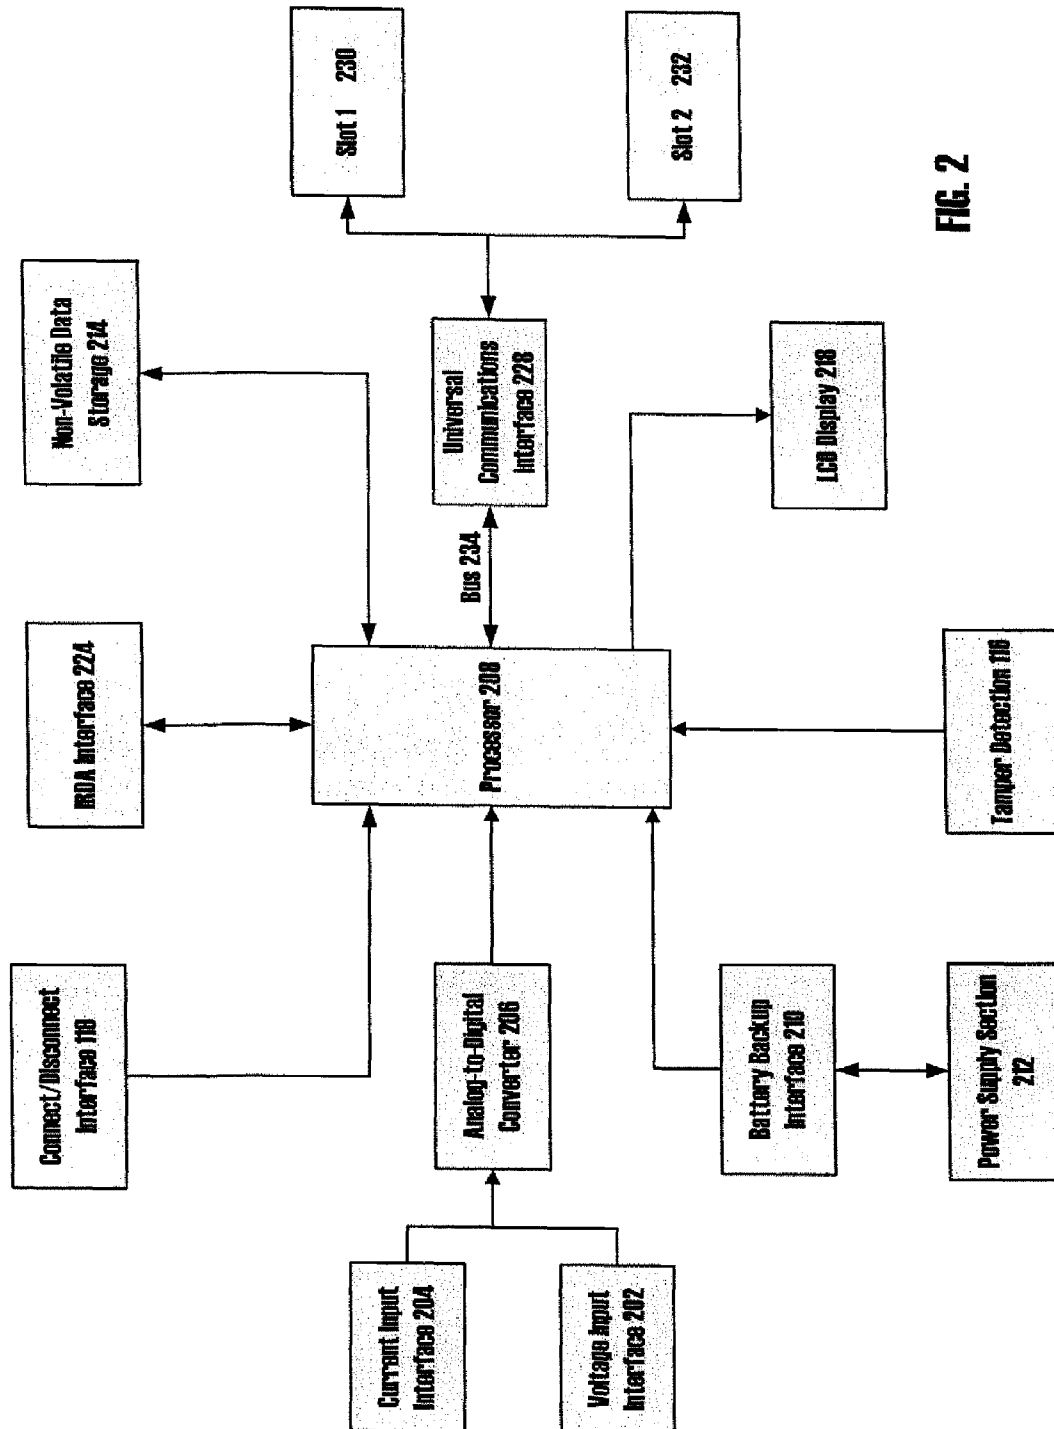 Connect/Disconnect
Interface 118
IRDA Interface 224
Non-Volatile Data
Storage 214
Current Input
Interface 204
Voltage Input
Interface 202
Analog-to-Digital
Converter 206
Processor 208
Bus 234
Universal
Communications
Interface 228
Slot 1 230
Slot 2 232
Battery Backup
Interface 210
LCD Display 218
Power Supply Section
212
Tamper Detection 116
FIG. 2